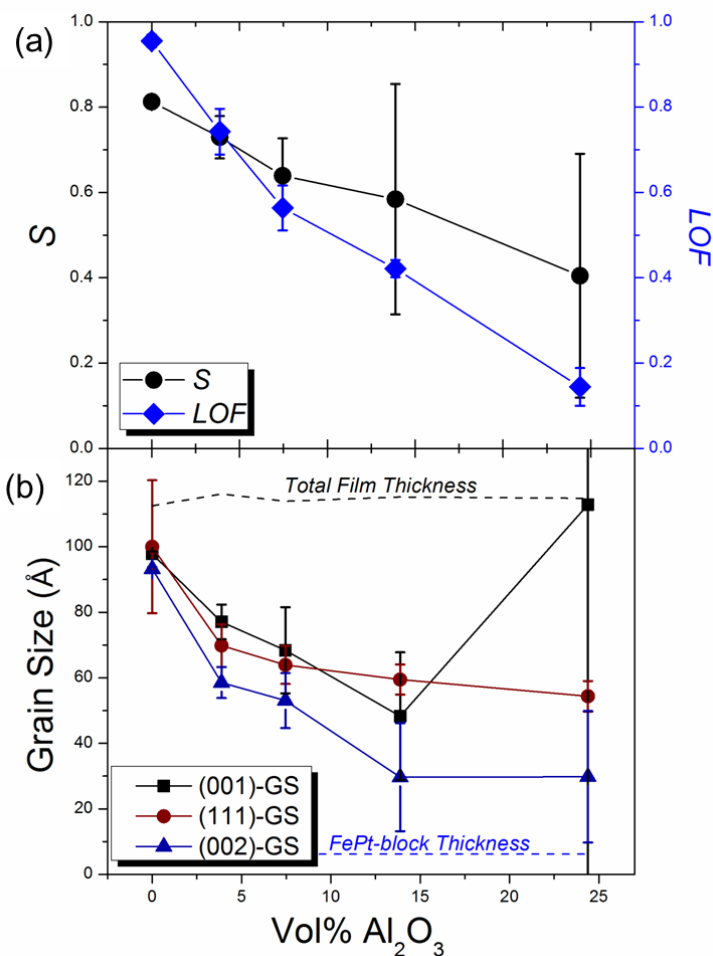 (a)
1.0
1.0
0.8
0.8
0.6
0.6
S
LOF
0.4
0.4
0.2
0.2
S
LOF
0.0
0.0
(b)
120
Total Film Thickness
100
80
60
Grain Size (Å)
40
(001)-GS
(111)-GS
20
(002)-GS
FePt-block Thickness
0
0 5 10 15 20 25
Vol% Al₂O₃